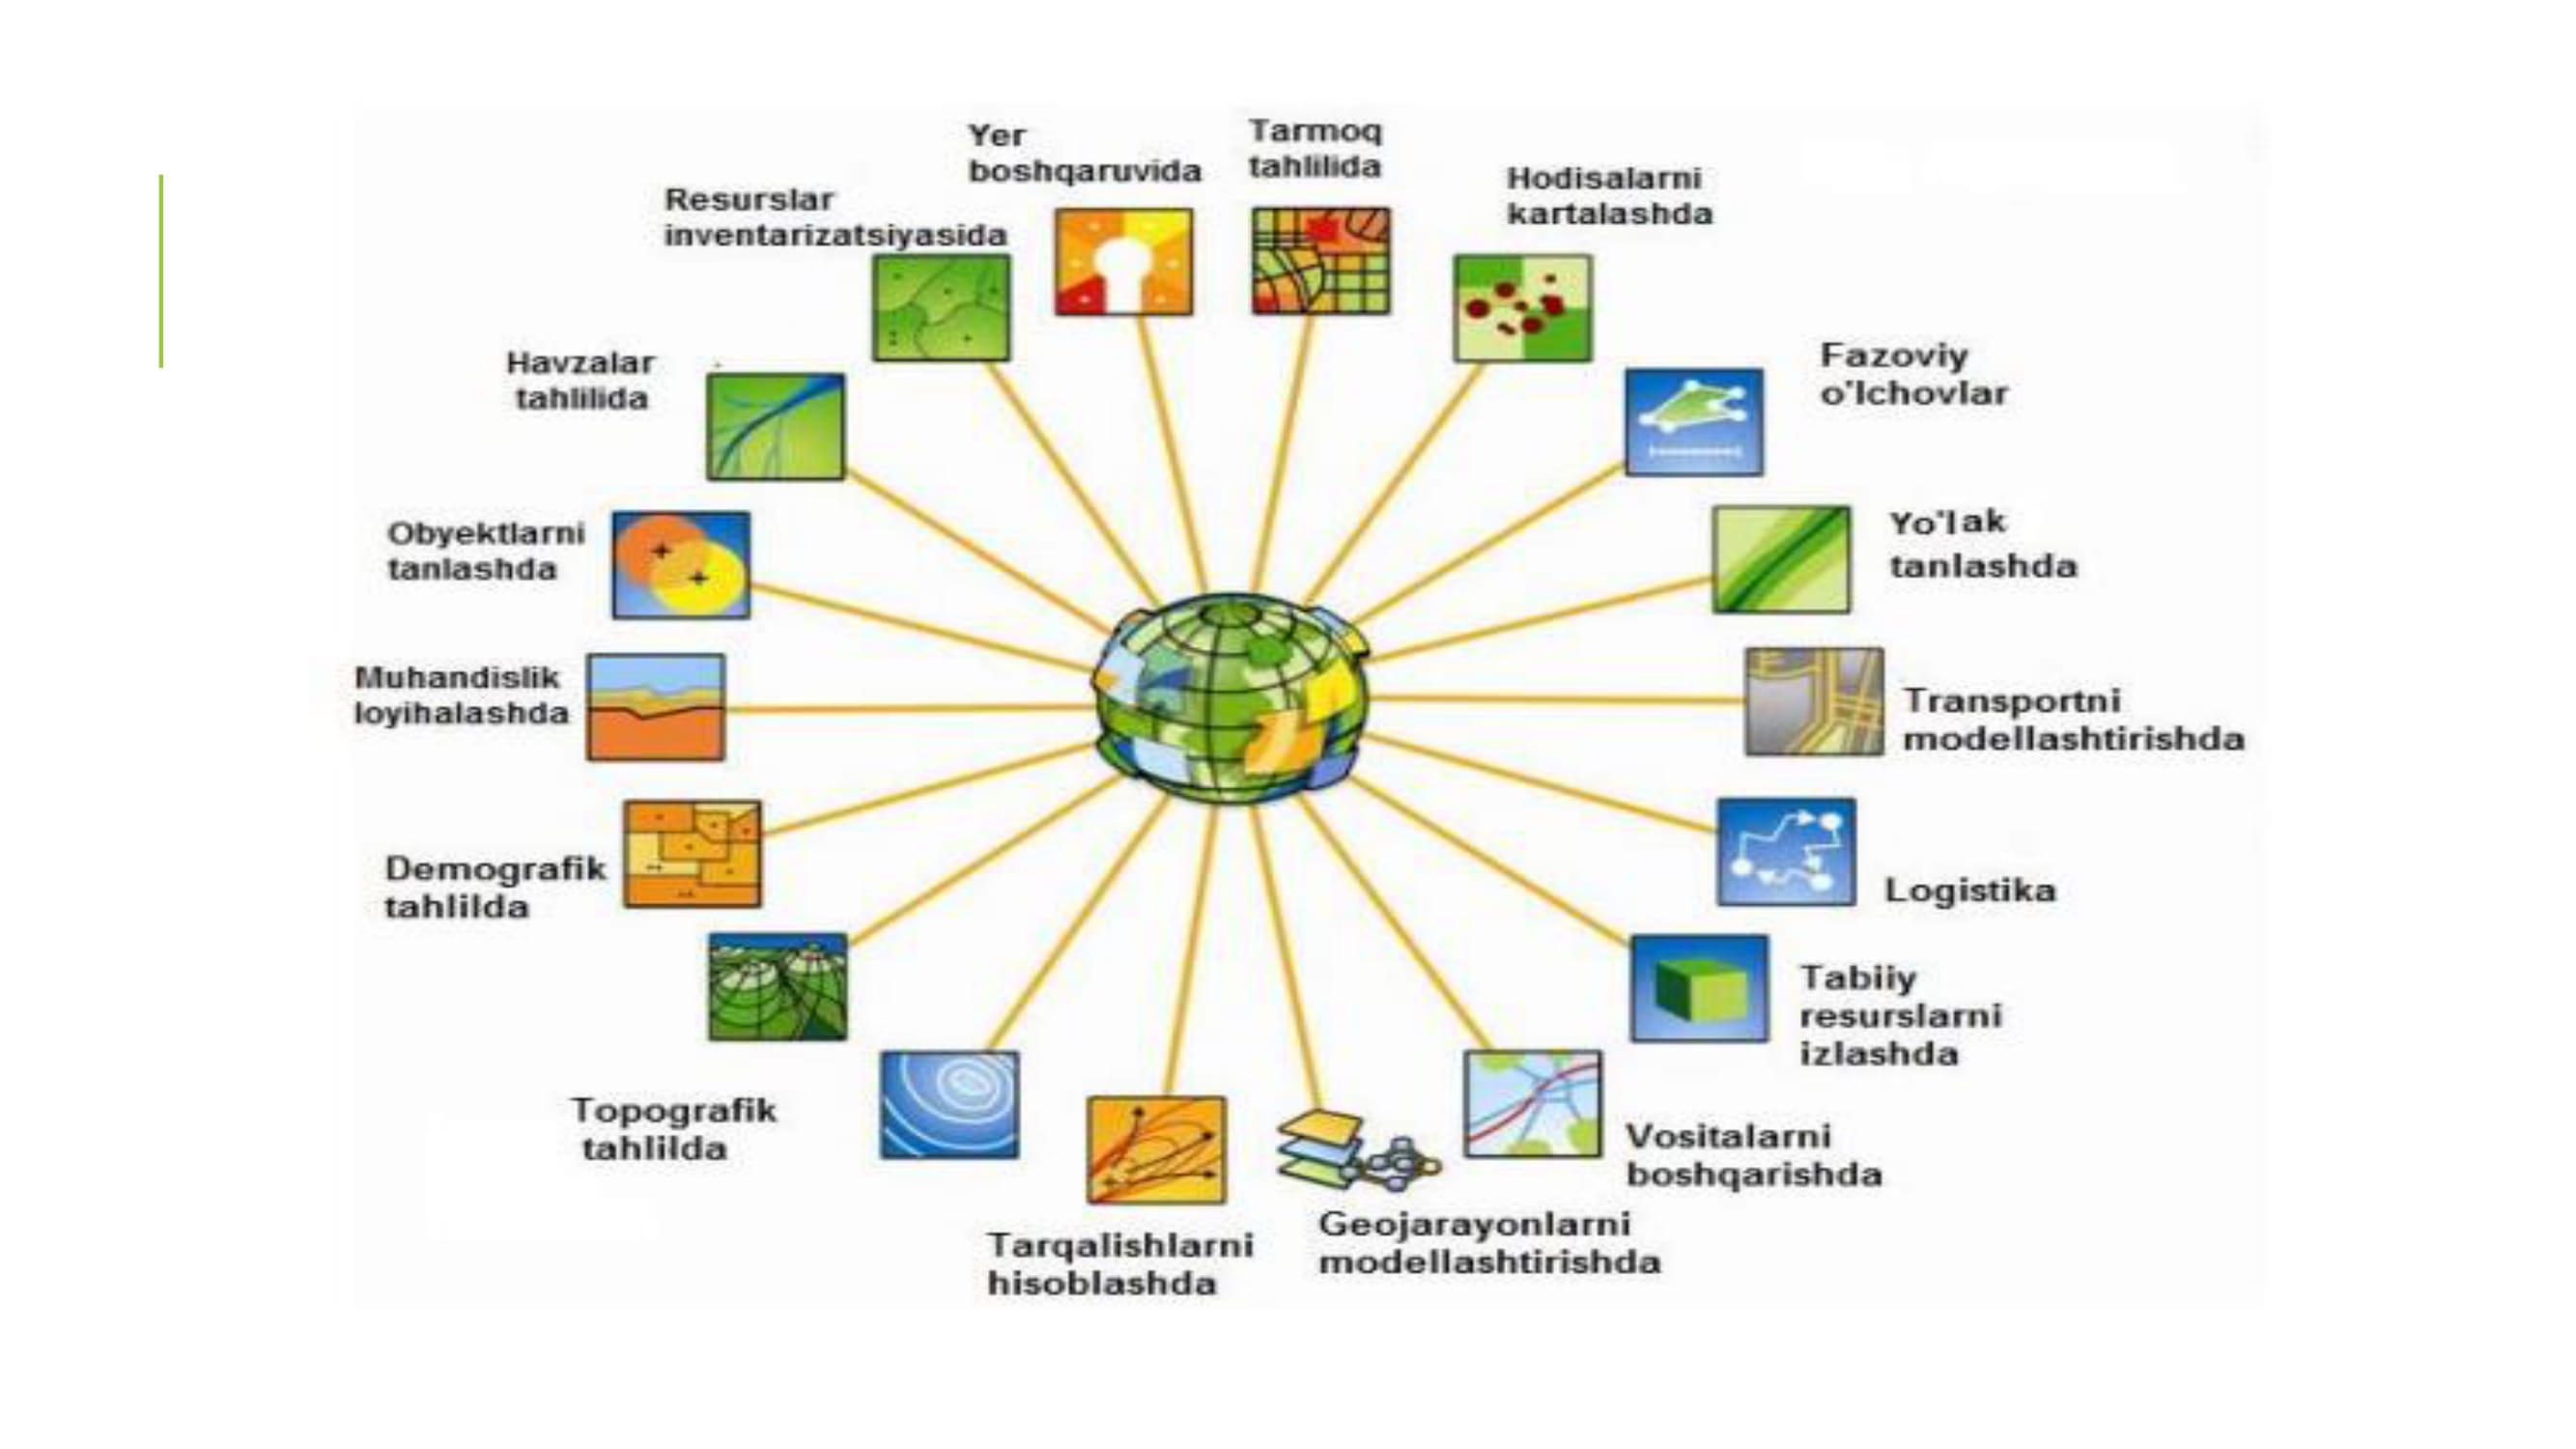 Yer
boshqaruvida
Tarmoq
tahlilida
Hodisalarni
kartalashda
Resurslar
inventarizatsiyasida
Havzalar
tahlilida
Fazoviy
o'lchovlar
Obyektlarni
tanlashda
Yo'lak
tanlashda
Muhandislik
loyihalashda
Transportni
modellashtirishda
Demografik
tahlilda
Logistika
Tabiiy
resurslarni
izlashda
Topografik
tahlilda
Vositalarni
boshqarishda
Tarqalishlarni
hisoblashda
Geojarayonlarni
modellashtirishda